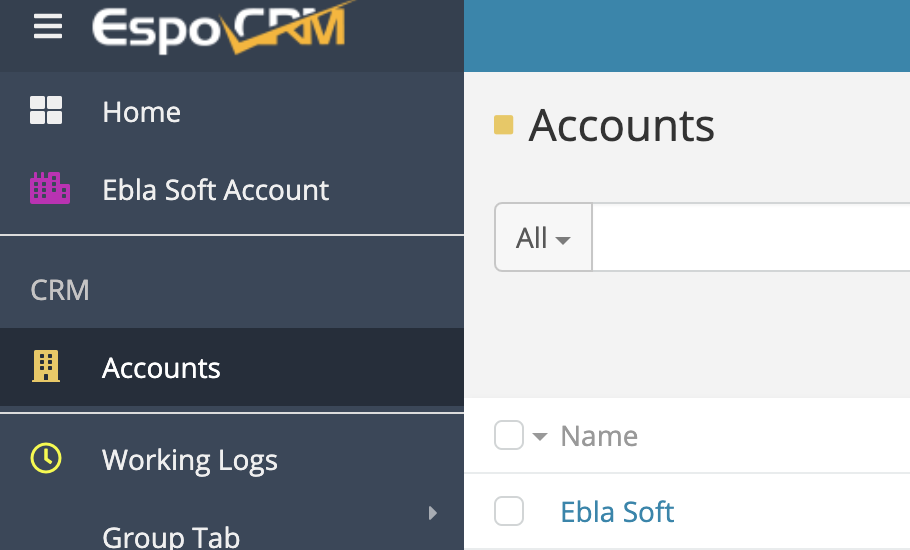 EspoCRM
Home
Ebla Soft Account
CRM
Accounts
Working Logs
Group Tab
Accounts
All
Name
Ebla Soft